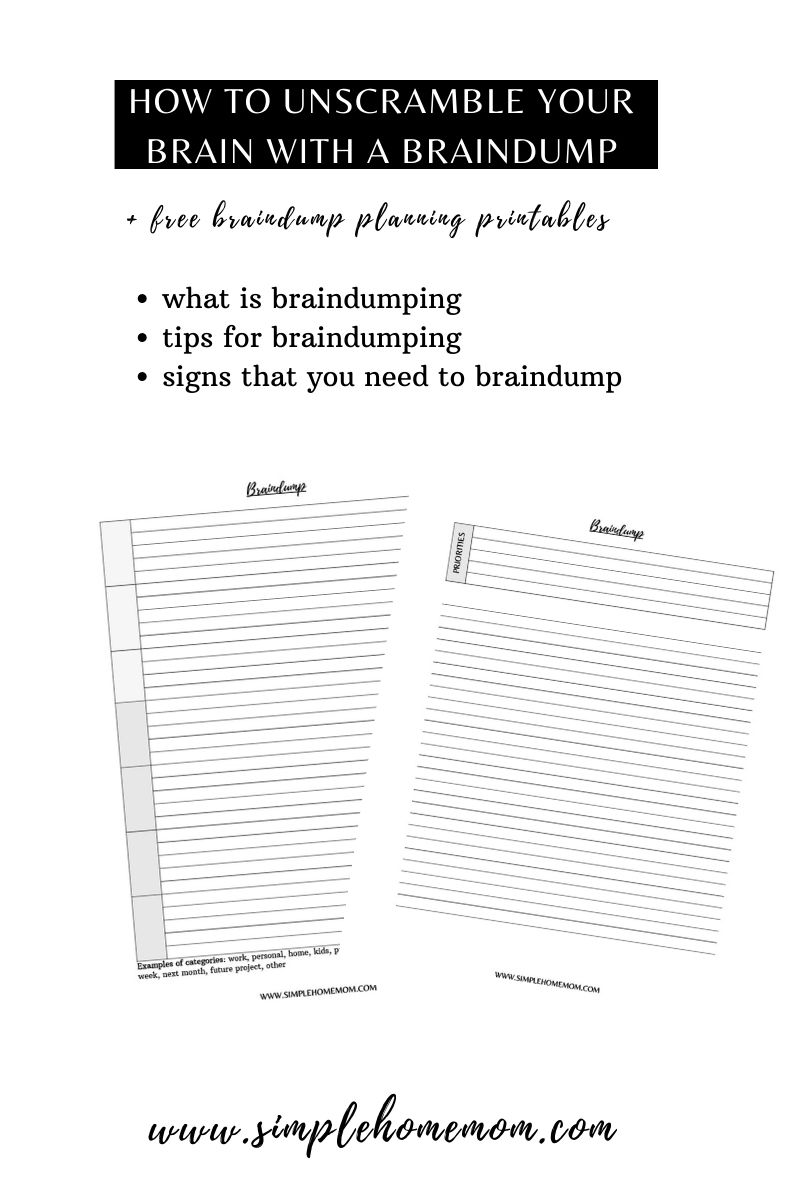 HOW TO UNSCRAMBLE YOUR
BRAIN WITH A BRAINDUMP
+ free braindump planning printables
• what is braindumping
• tips for braindumping
• signs that you need to braindump
Braindump
Examples of categories: work, personal, home, kids, p
week, next month, future project, other
WWW.SIMPLEHOMEMOM.COM
Braindump
PRIORITIES
WWW.SIMPLEHOMEMOM.COM
www.simplehomemom.com